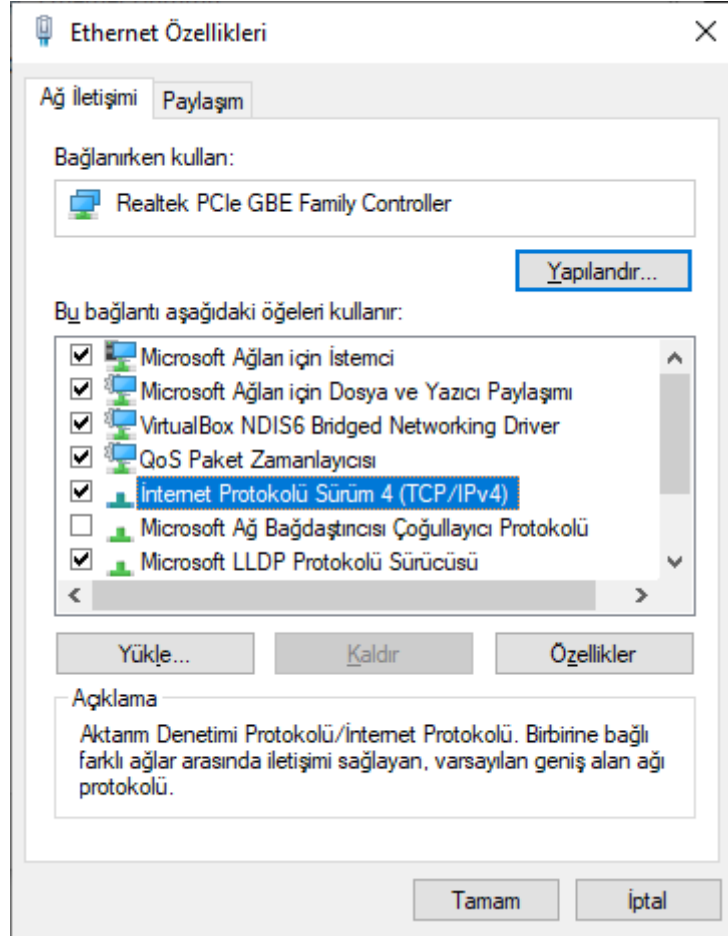 Ethernet Özellikleri
Ağ İletişimi
Paylaşım
Bağlanırken kullan:
Realtek PCIe GBE Family Controller
Yapılandır...
Bu bağlantı aşağıdaki öğeleri kullanır:
Microsoft Ağları için İstemci
Microsoft Ağları için Dosya ve Yazıcı Paylaşımı
VirtualBox NDIS6 Bridged Networking Driver
QoS Paket Zamanlayıcısı
İnternet Protokolü Sürüm 4 (TCP/IPv4)
Microsoft Ağ Bağdaştırıcısı Çoğullayıcı Protokolü
Microsoft LLDP Protokolü Sürücüsü
Yükle...
Kaldır
Özellikler
Açıklama
Aktarım Denetimi Protokolü/İnternet Protokolü. Birbirine bağlı
farklı ağlar arasında iletişimi sağlayan, varsayılan geniş alan ağı
protokolü.
Tamam
İptal